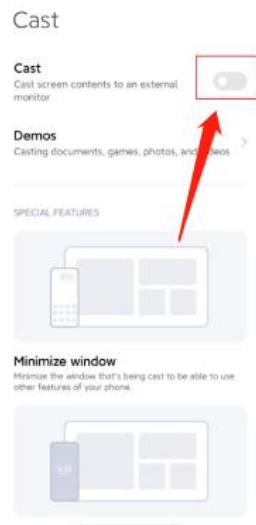 Cast
Cast
Cast screen contents to an external
monitor
Demos
Casting documents, games, photos, and
SPECIAL FEATURES
Minimize window
Minimize the window that's being cast to be able to use
other features of your phone.